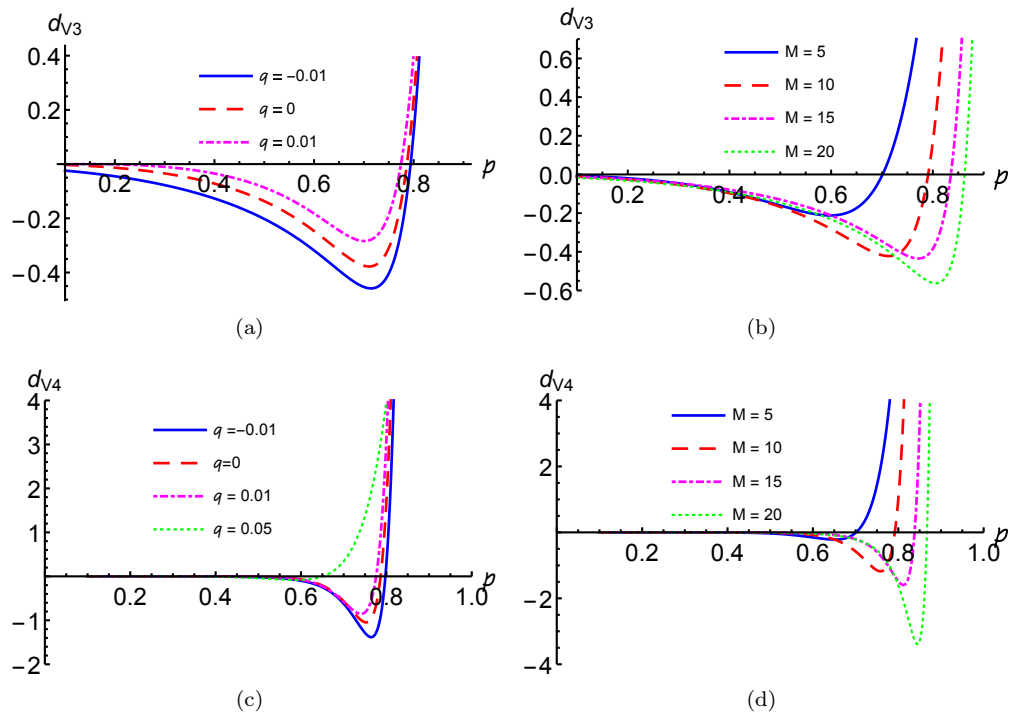 d_V3
0.4
0.2
−0.2
−0.4
0.2 0.4 0.6 0.8
p
q = −0.01
q = 0
q = 0.01
(a)
d_V3
0.6
0.4
0.2
0.0
−0.2
−0.4
−0.6
0.2 0.4 0.6 0.8
p
M = 5
M = 10
M = 15
M = 20
(b)
d_V4
4
3
2
1
−1
−2
0.2 0.4 0.6 0.8 1.0
p
q =−0.01
q=0
q = 0.01
q = 0.05
(c)
d_V4
4
2
0
−2
−4
0.2 0.4 0.6 0.8 1.0
p
M = 5
M = 10
M = 15
M = 20
(d)